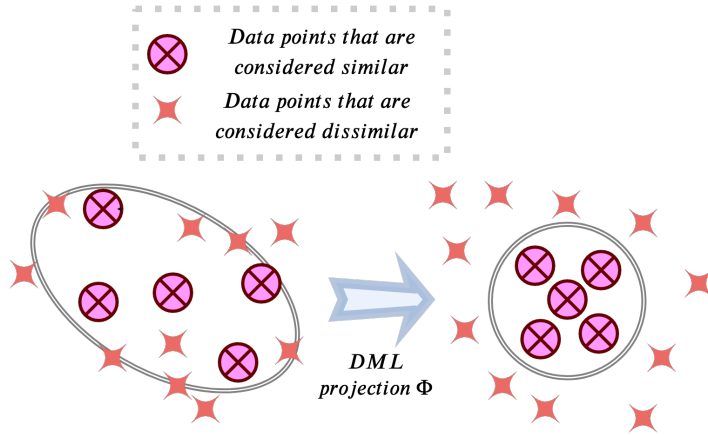 Data points that are
considered similar
Data points that are
considered dissimilar
DML
projection Φ